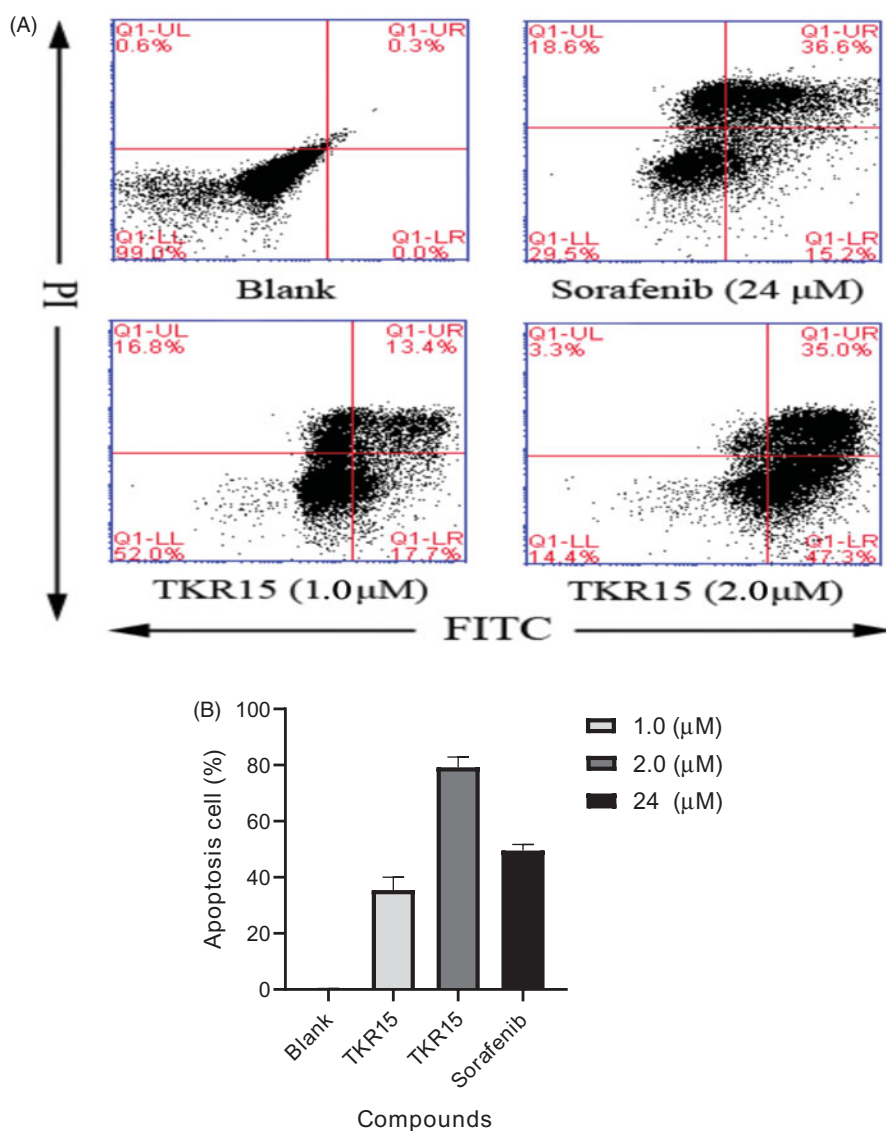 (A)
Q1-UL Q1-UR
0.6% 0.3%
Q1-LL Q1-LR
99.0% 0.0%
Blank
Q1-UL Q1-UR
18.6% 36.6%
Q1-LL Q1-LR
29.5% 15.2%
Sorafenib (24 μM)
PI
Q1-UL Q1-UR
16.8% 13.4%
Q1-LL Q1-LR
52.0% 17.7%
TKR15 (1.0 μM)
Q1-UL Q1-UR
3.3% 35.0%
Q1-LL Q1-LR
14.4% 47.3%
TKR15 (2.0 μM)
FITC
(B)
Apoptosis cell (%)
100
80
60
40
20
0
Blank
TKR15
TKR15
Sorafenib
Compounds
1.0 (μM)
2.0 (μM)
24 (μM)